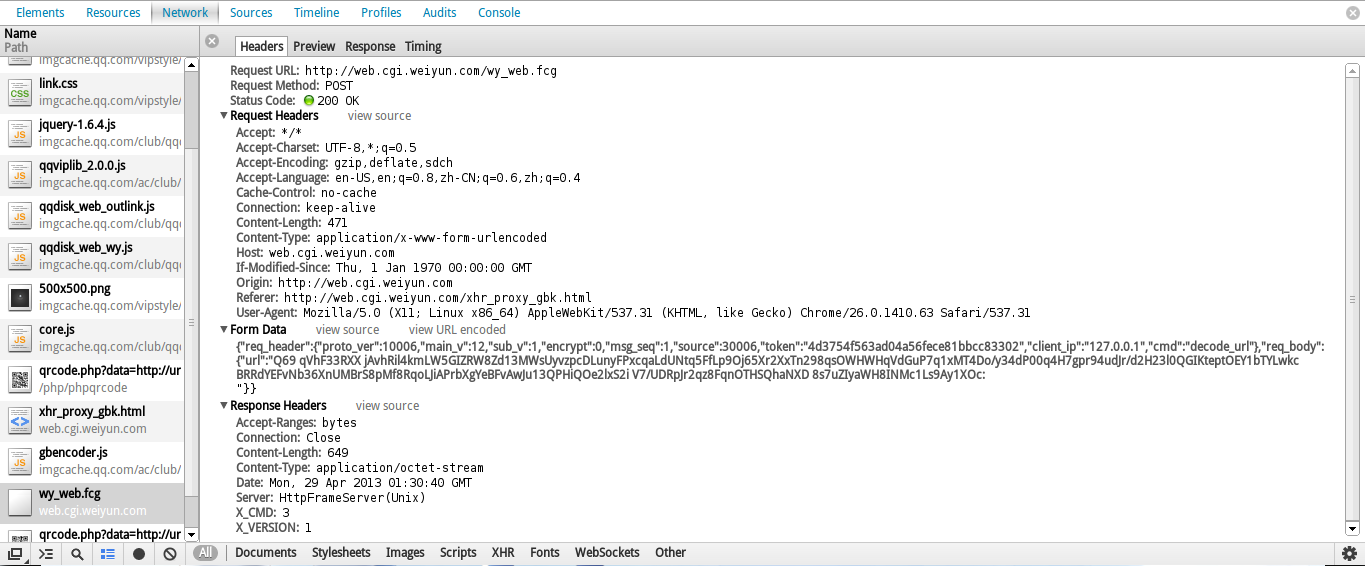 Elements Resources Network Sources Timeline Profiles Audits Console
Name
Path
imgcache.qq.com/vipstyle/
link.css
imgcache.qq.com/vipstyle/
jquery-1.6.4.js
imgcache.qq.com/club/qq
qqviplib_2.0.0.js
imgcache.qq.com/ac/club/
qqdisk_web_outlink.js
imgcache.qq.com/club/qq
qqdisk_web_wy.js
imgcache.qq.com/club/qq
500x500.png
imgcache.qq.com/vipstyle/
core.js
imgcache.qq.com/club/qq
qrcode.php?data=http://ur
/php/phpqrcode
xhr_proxy_gbk.html
web.cgi.weiyun.com
gbencoder.js
imgcache.qq.com/ac/club/
wy_web.fcg
web.cgi.weiyun.com
qrcode.php?data=http://ur
Headers Preview Response Timing
Request URL: http://web.cgi.weiyun.com/wy_web.fcg
Request Method: POST
Status Code: 200 OK
Request Headers view source
Accept: */*
Accept-Charset: UTF-8,*;q=0.5
Accept-Encoding: gzip,deflate,sdch
Accept-Language: en-US,en;q=0.8,zh-CN;q=0.6,zh;q=0.4
Cache-Control: no-cache
Connection: keep-alive
Content-Length: 471
Content-Type: application/x-www-form-urlencoded
Host: web.cgi.weiyun.com
If-Modified-Since: Thu, 1 Jan 1970 00:00:00 GMT
Origin: http://web.cgi.weiyun.com
Referer: http://web.cgi.weiyun.com/xhr_proxy_gbk.html
User-Agent: Mozilla/5.0 (X11; Linux x86_64) AppleWebKit/537.31 (KHTML, like Gecko) Chrome/26.0.1410.63 Safari/537.31
Form Data view source view URL encoded
{"req_header":{"proto_ver":10006,"main_v":12,"sub_v":1,"encrypt":0,"msg_seq":1,"source":30006,"token":"4d3754f563ad04a56fece81bbcc83302","client_ip":"127.0.0.1","cmd":"decode_url"},"req_body":
{"url":"Q69 qVhF33RXX jAvhRil4kmLW5GIZRW8Zd13MWsUyvzpcDLunyFPxcqaLdUNtq5FfLp9Oj65Xr2XxTn298qsOWHWHqVdGuP7q1xMT4Do/y34dP00q4H7gpr94udJr/d2H23l0QGIKteptOEY1bTYLwkc
BRRdYEFvNb36XnUMBrS8pMf8RqoLJiAPrbXgYeBFvAwJu13QPHiQOe2lxS2i V7/UDRpJr2qz8FqnOTHSQhaNXD 8s7uZIyaWH8INMc1Ls9Ay1XOc:
"}}
Response Headers view source
Accept-Ranges: bytes
Connection: Close
Content-Length: 649
Content-Type: application/octet-stream
Date: Mon, 29 Apr 2013 01:30:40 GMT
Server: HttpFrameServer(Unix)
X_CMD: 3
X_VERSION: 1
All Documents Stylesheets Images Scripts XHR Fonts WebSockets Other